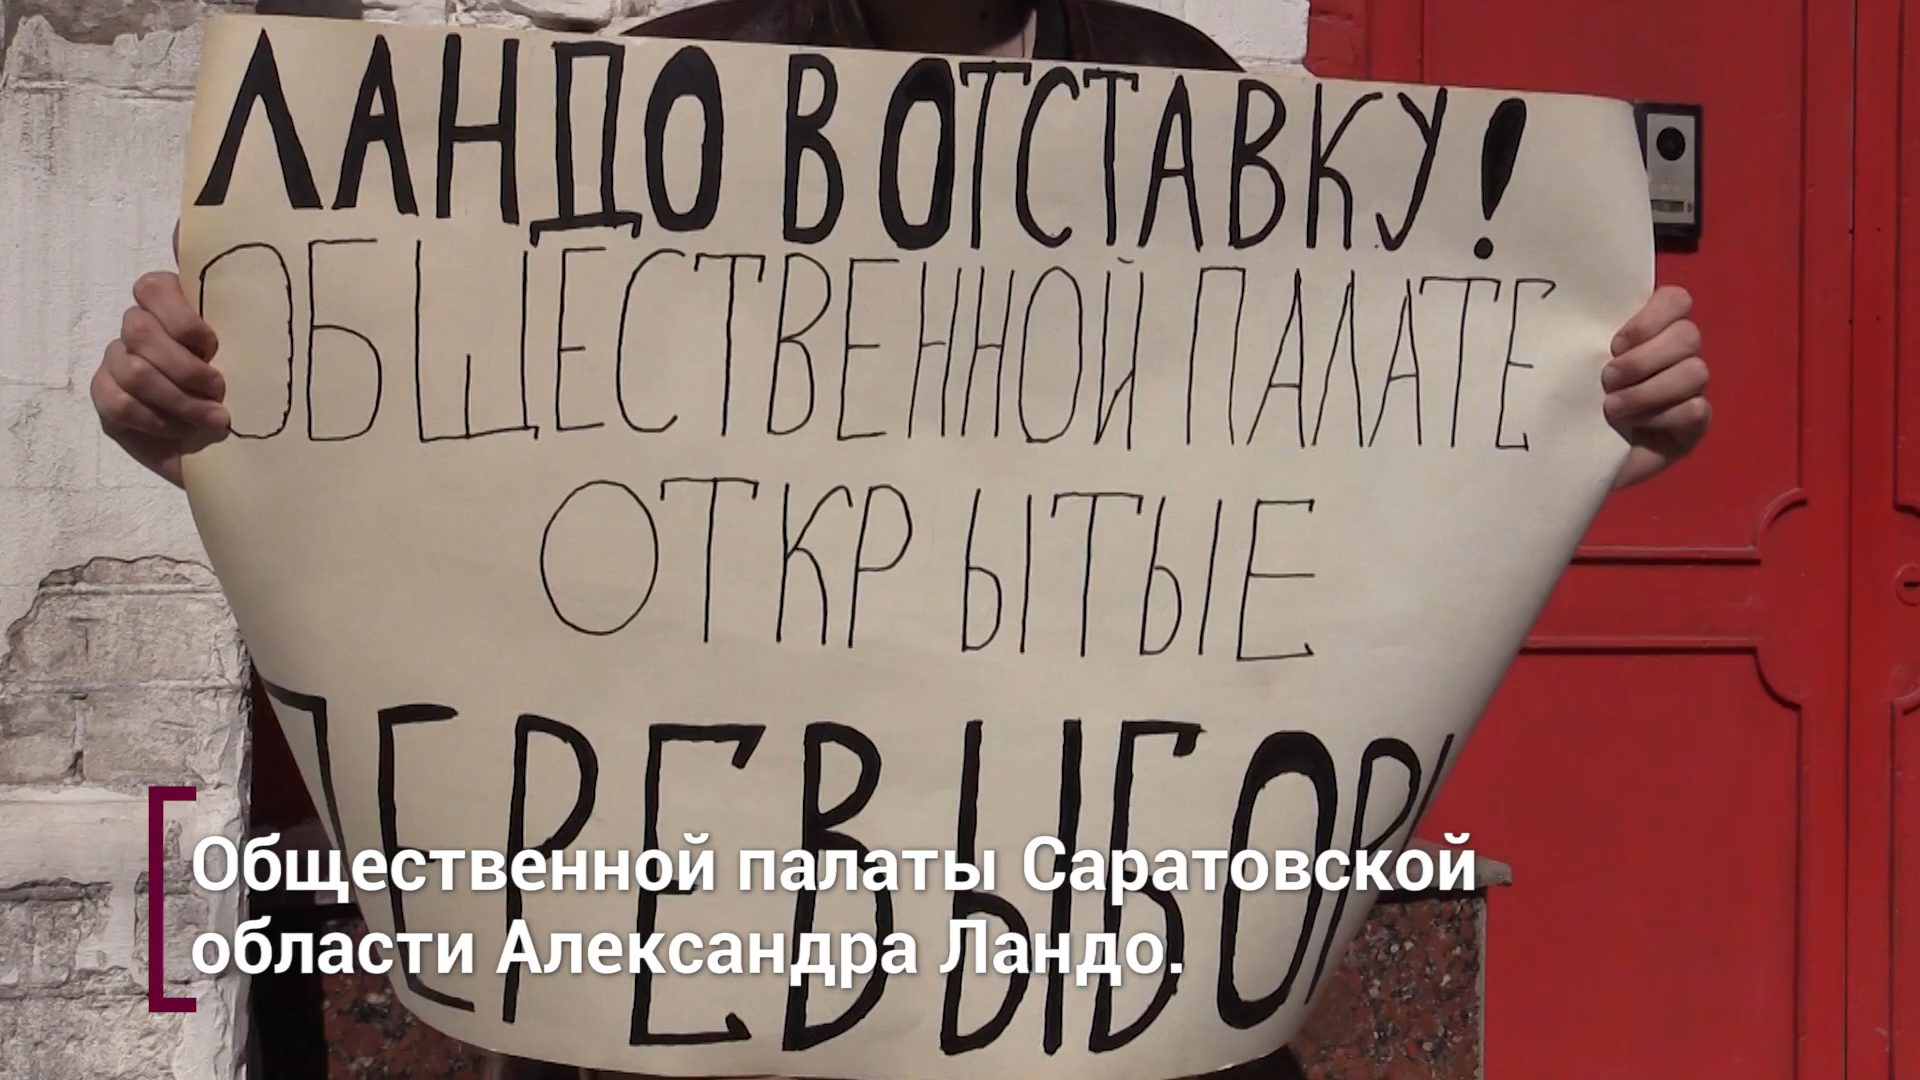 ЛАНДО В ОТСТАВКУ!
ОБЩЕСТВЕННОЙ ПАЛАТЕ
ОТКРЫТЫЕ
ПЕРЕВЫБОРЫ
Общественной палаты Саратовской
области Александра Ландо.